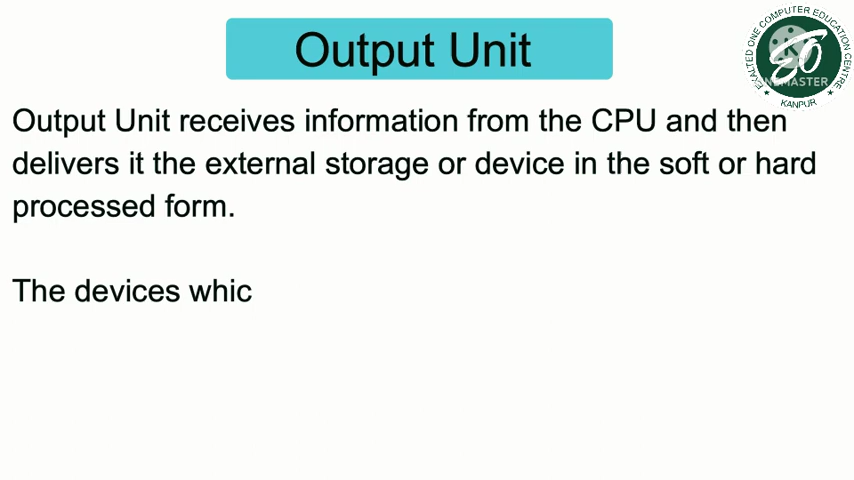 Output Unit
EXALTED ONE COMPUTER EDUCATION CENTRE
KANPUR
Output Unit receives information from the CPU and then
delivers it the external storage or device in the soft or hard
processed form.
The devices whic